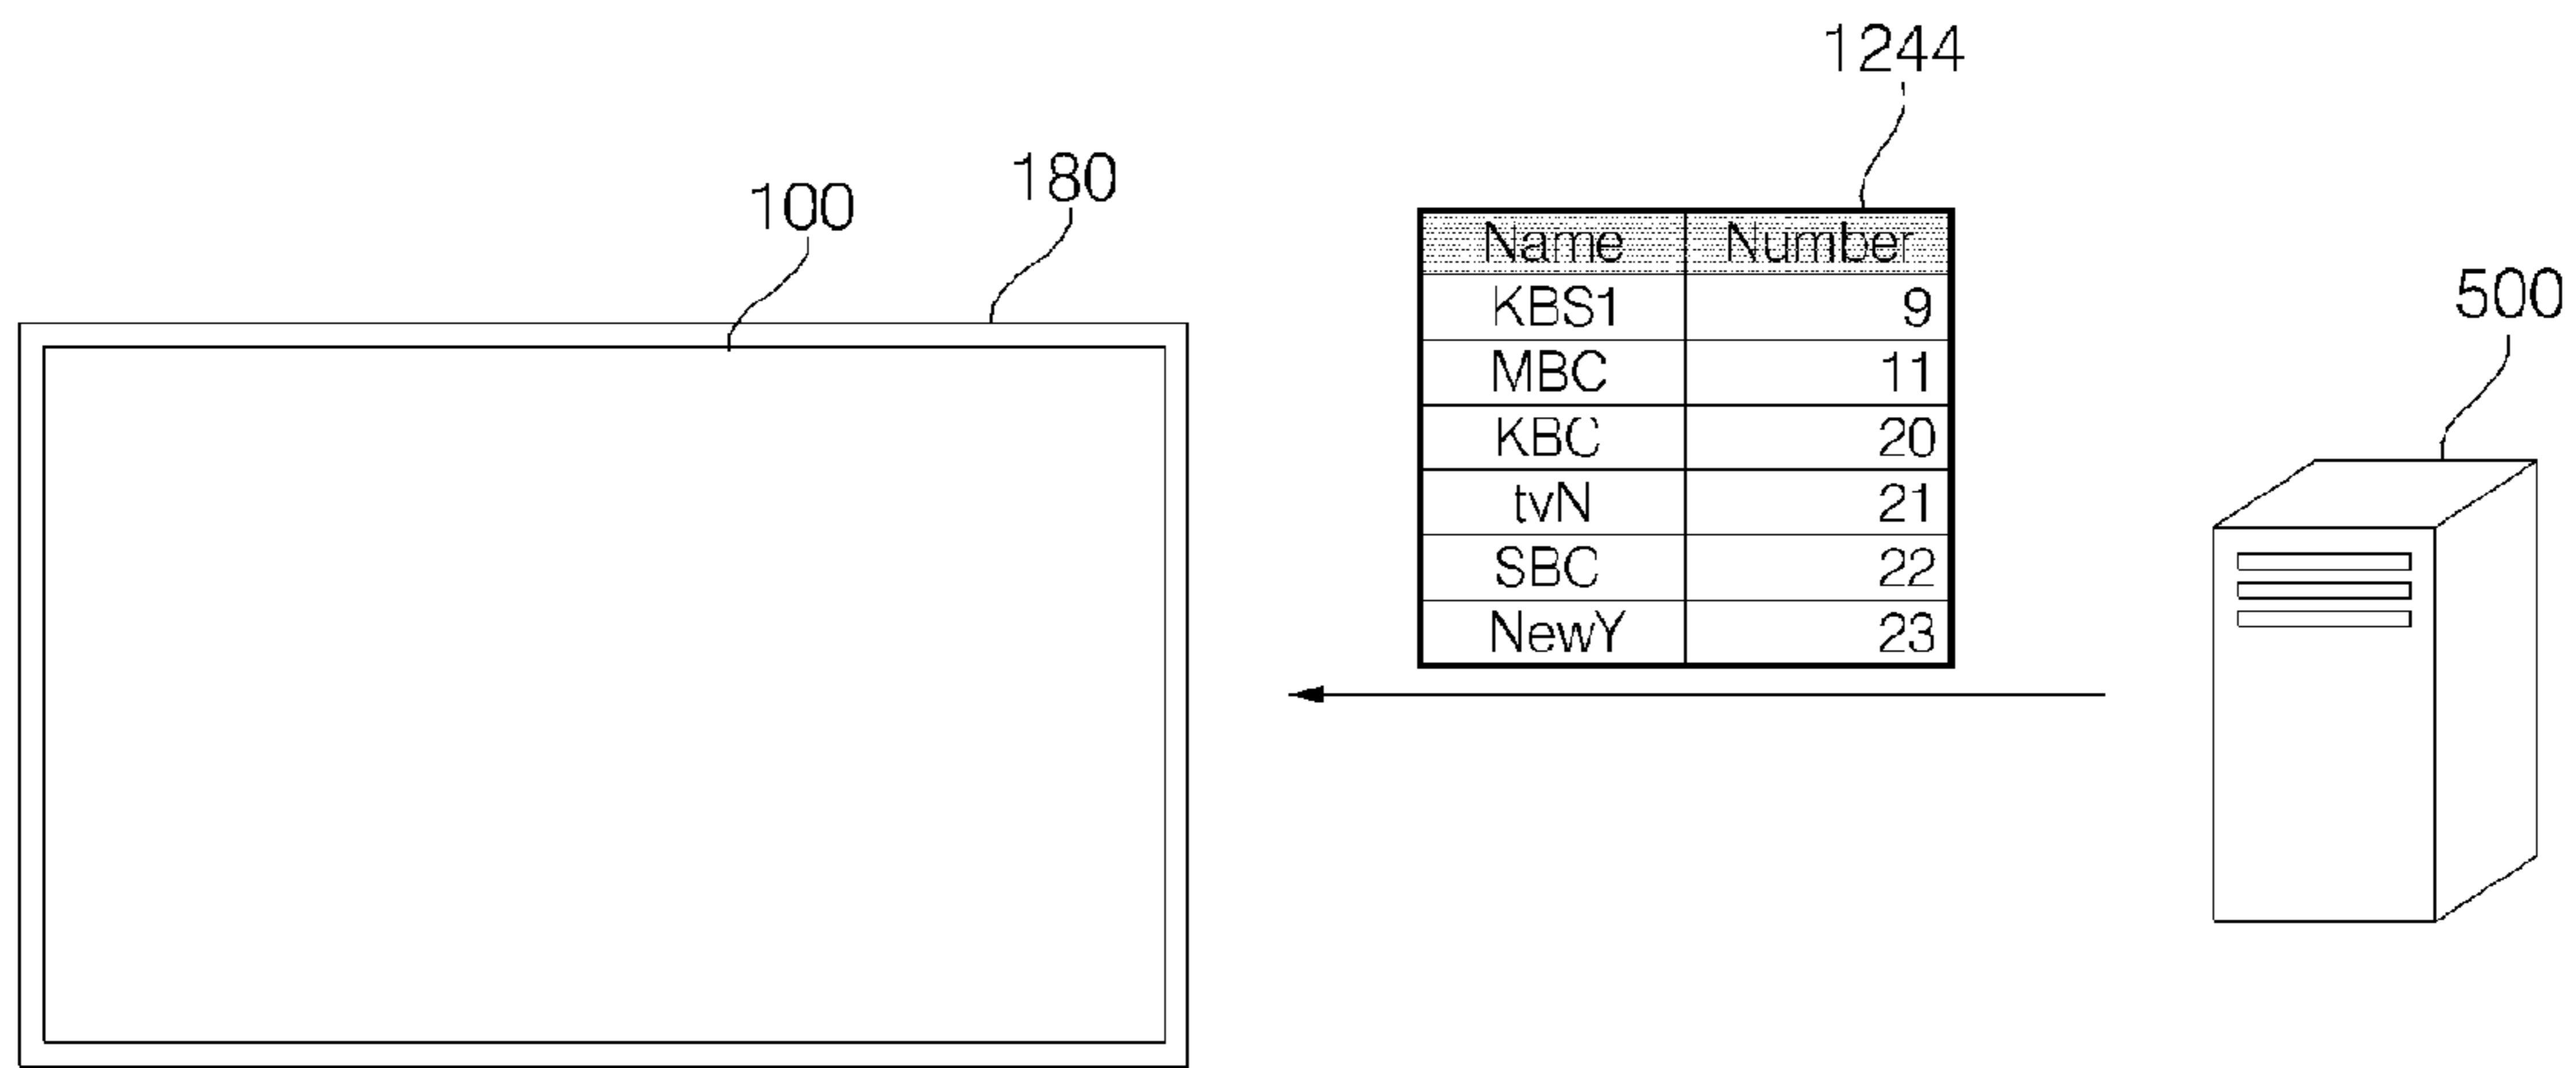 1244
180
100
500
Name Number
KBS1 9
MBC 11
KBC 20
tvN 21
SBC 22
NewY 23